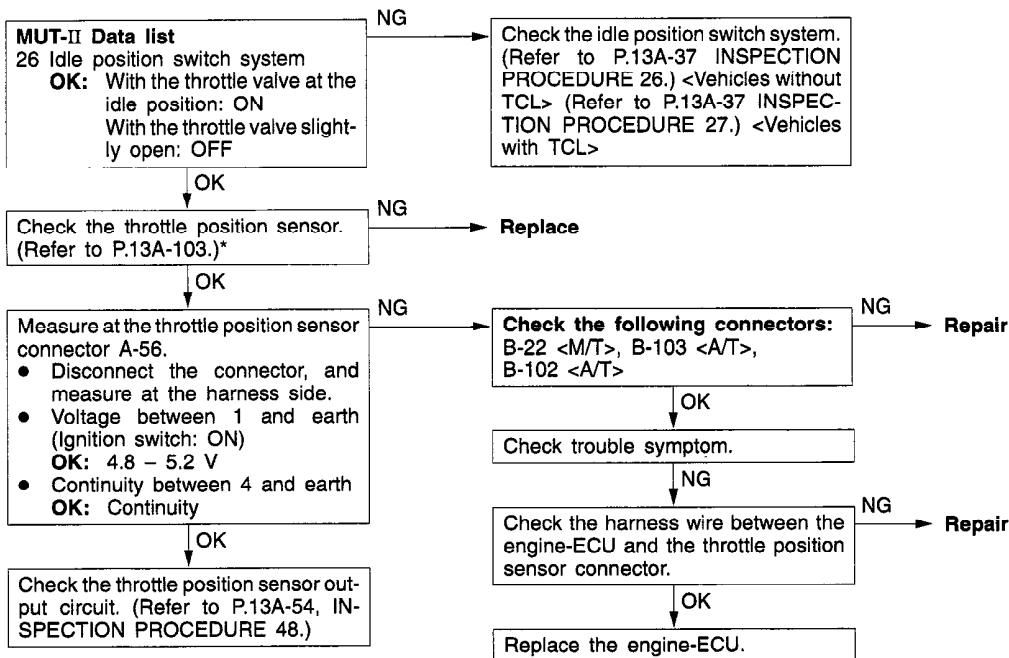 MUT-II Data list
26 Idle position switch system
OK: With the throttle valve at the
idle position: ON
With the throttle valve slight-
ly open: OFF
NG
Check the idle position switch system.
(Refer to P.13A-37 INSPECTION
PROCEDURE 26.) <Vehicles without
TCL> (Refer to P.13A-37 INSPEC-
TION PROCEDURE 27.) <Vehicles
with TCL>
OK
Check the throttle position sensor.
(Refer to P.13A-103.)*
NG
Replace
OK
Measure at the throttle position sensor
connector A-56.
● Disconnect the connector, and
measure at the harness side.
● Voltage between 1 and earth
(Ignition switch: ON)
OK: 4.8 – 5.2 V
● Continuity between 4 and earth
OK: Continuity
NG
Check the following connectors:
B-22 <M/T>, B-103 <A/T>,
B-102 <A/T>
NG
Repair
OK
Check trouble symptom.
NG
Check the harness wire between the
engine-ECU and the throttle position
sensor connector.
NG
Repair
OK
Replace the engine-ECU.
OK
Check the throttle position sensor out-
put circuit. (Refer to P.13A-54, IN-
SPECTION PROCEDURE 48.)